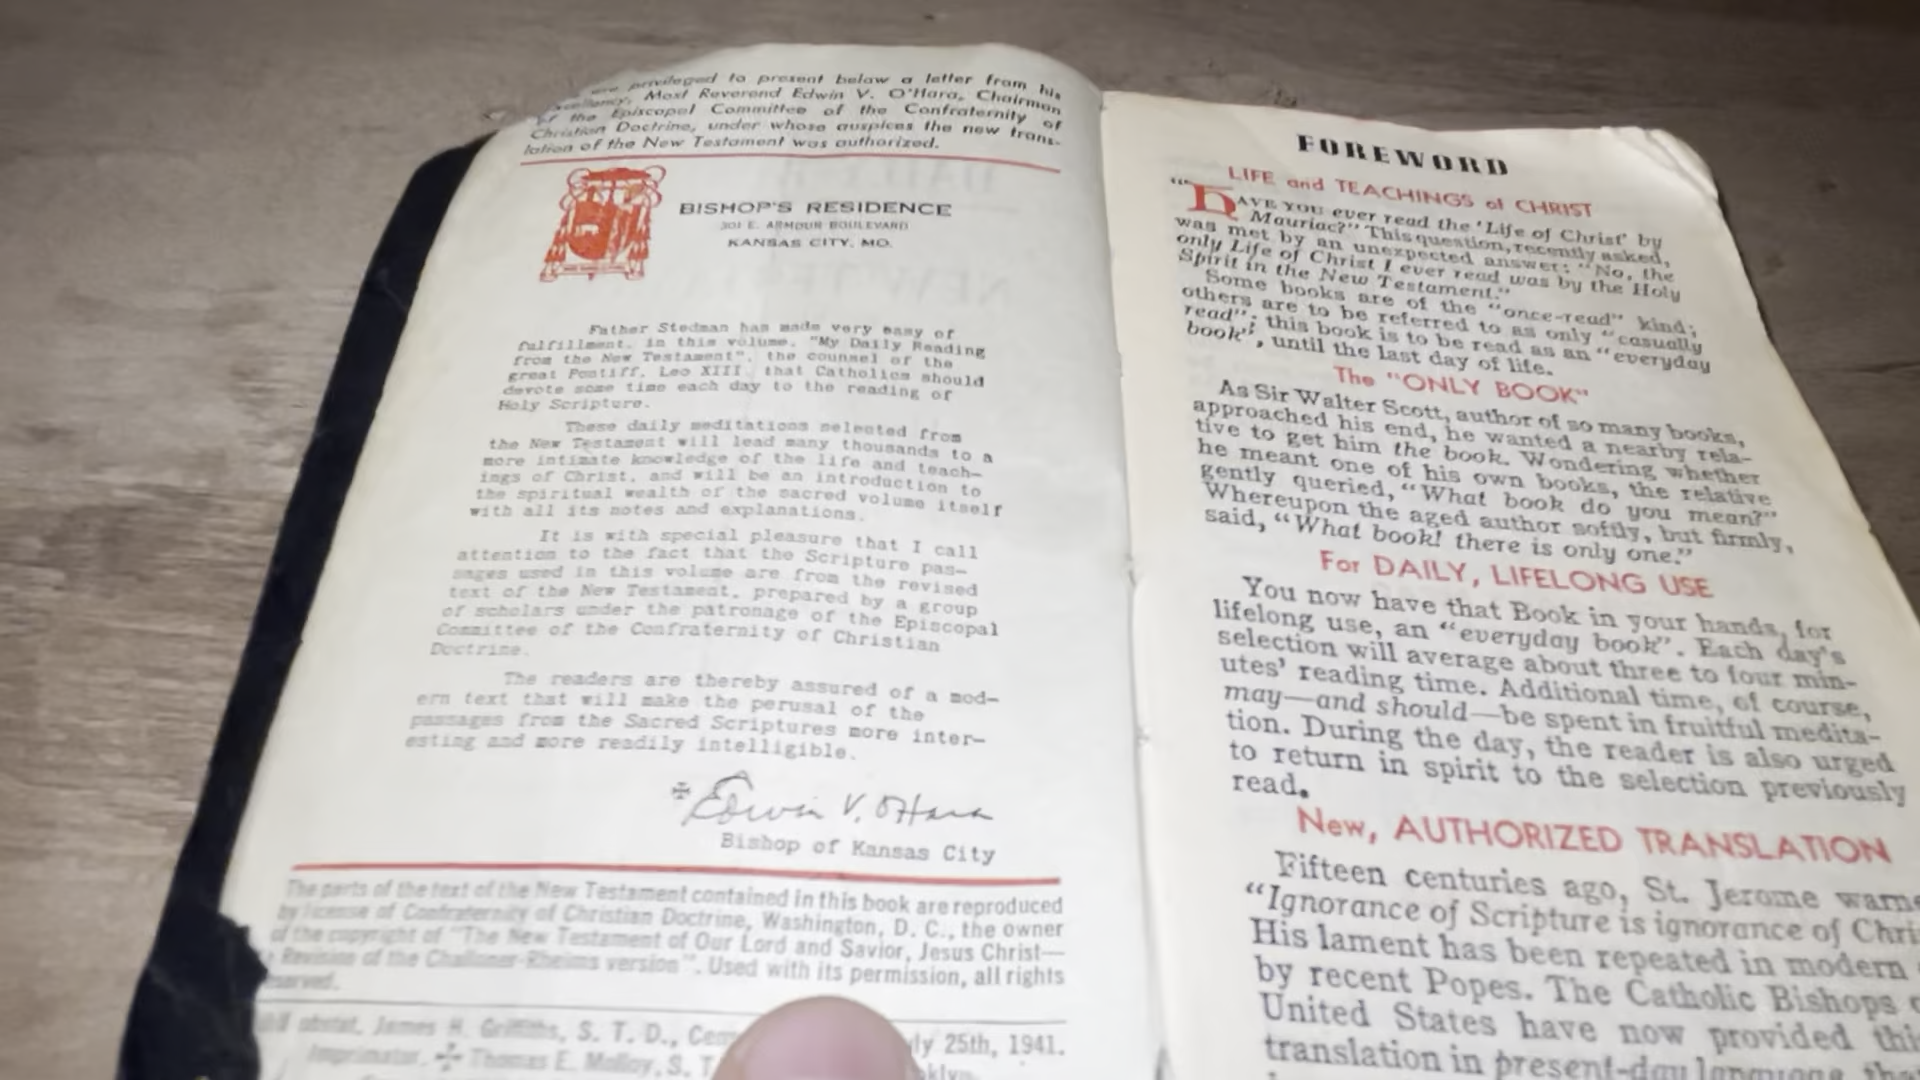 are privileged to present below a letter from his
Excellency, Most Reverend Edwin V. O'Hara, Chairman
of the Episcopal Committee of the Confraternity of
Christian Doctrine, under whose auspices the new trans-
lation of the New Testament was authorized.
BISHOP'S RESIDENCE
301 E. ARMOUR BOULEVARD
KANSAS CITY, MO.
Father Stedman has made very easy of
fulfillment, in this volume, "My Daily Reading
from the New Testament", the counsel of the
great Pontiff, Leo XIII, that Catholics should
devote some time each day to the reading of
Holy Scripture.
These daily meditations selected from
the New Testament will lead many thousands to a
more intimate knowledge of the life and teach-
ings of Christ, and will be an introduction to
the spiritual wealth of the sacred volume itself
with all its notes and explanations.
It is with special pleasure that I call
attention to the fact that the Scripture pas-
sages used in this volume are from the revised
text of the New Testament, prepared by a group
of scholars under the patronage of the Episcopal
Committee of the Confraternity of Christian
Doctrine.
The readers are thereby assured of a mod-
ern text that will make the perusal of the
passages from the Sacred Scriptures more inter-
esting and more readily intelligible.
✠ Edwin V. O'Hara
Bishop of Kansas City
The parts of the text of the New Testament contained in this book are reproduced
by license of Confraternity of Christian Doctrine, Washington, D. C., the owner
of the copyright of "The New Testament of Our Lord and Savior, Jesus Christ—
Revision of the Challoner-Rheims version". Used with its permission, all rights
reserved.
obstat, James H. Griffiths, S. T. D., 25th, 1941.
Imprimatur, ✠ Thomas E. Molloy, S. T
FOREWORD
LIFE and TEACHINGS of CHRIST
"HAVE YOU ever read the 'Life of Christ' by
Mauriac?" This question, recently asked,
was met by an unexpected answer: "No, the
only Life of Christ I ever read was by the Holy
Spirit in the New Testament."
Some books are of the "once-read" kind;
others are to be referred to as only "casually
read"; this book is to be read as an "everyday
book", until the last day of life.
The "ONLY BOOK"
As Sir Walter Scott, author of so many books,
approached his end, he wanted a nearby rela-
tive to get him the book. Wondering whether
he meant one of his own books, the relative
gently queried, "What book do you mean?"
Whereupon the aged author softly, but firmly,
said, "What book! there is only one."
For DAILY, LIFELONG USE
You now have that Book in your hands, for
lifelong use, an "everyday book". Each day's
selection will average about three to four min-
utes' reading time. Additional time, of course,
may—and should—be spent in fruitful medita-
tion. During the day, the reader is also urged
to return in spirit to the selection previously
read.
New, AUTHORIZED TRANSLATION
Fifteen centuries ago, St. Jerome warne
"Ignorance of Scripture is ignorance of Chri
His lament has been repeated in modern
by recent Popes. The Catholic Bishops
United States have now provided thi
translation in present-day language, tha